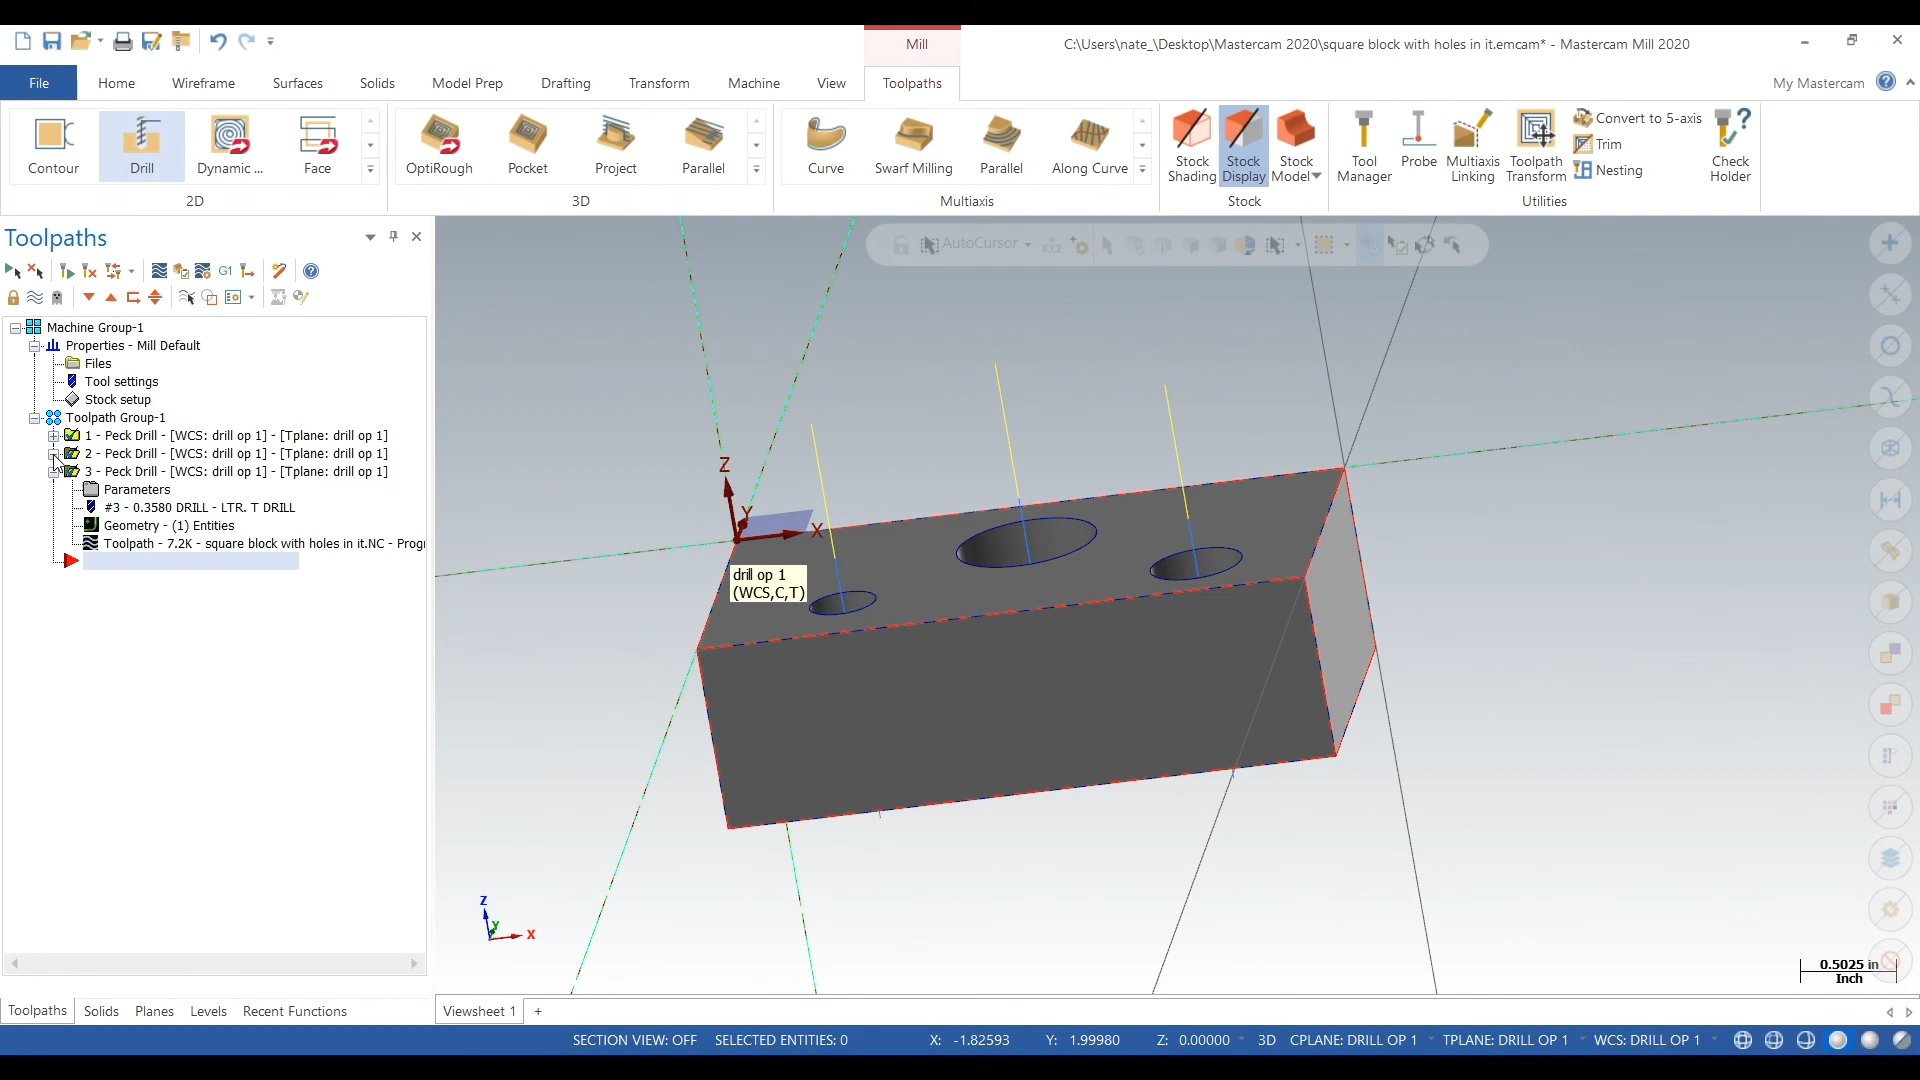 Mill
C:\Users\nate_\Desktop\Mastercam 2020\square block with holes in it.emcam* - Mastercam Mill 2020
File Home Wireframe Surfaces Solids Model Prep Drafting Transform Machine View Toolpaths
My Mastercam
Contour Drill Dynamic ... Face
2D
OptiRough Pocket Project Parallel
3D
Curve Swarf Milling Parallel Along Curve
Multiaxis
Stock Shading Stock Display Stock Model
Stock
Tool Manager Probe Multiaxis Linking Toolpath Transform
Convert to 5-axis
Trim
Nesting
Check Holder
Utilities
Toolpaths
G1
AutoCursor
Machine Group-1
Properties - Mill Default
Files
Tool settings
Stock setup
Toolpath Group-1
1 - Peck Drill - [WCS: drill op 1] - [Tplane: drill op 1]
2 - Peck Drill - [WCS: drill op 1] - [Tplane: drill op 1]
3 - Peck Drill - [WCS: drill op 1] - [Tplane: drill op 1]
Parameters
#3 - 0.3580 DRILL - LTR. T DRILL
Geometry - (1) Entities
Toolpath - 7.2K - square block with holes in it.NC - Progr
Z
Y
X
drill op 1
(WCS,C,T)
Z
Y
X
0.5025 in
Inch
Toolpaths Solids Planes Levels Recent Functions
Viewsheet 1 +
SECTION VIEW: OFF SELECTED ENTITIES: 0 X: -1.82593 Y: 1.99980 Z: 0.00000 3D CPLANE: DRILL OP 1 TPLANE: DRILL OP 1 WCS: DRILL OP 1